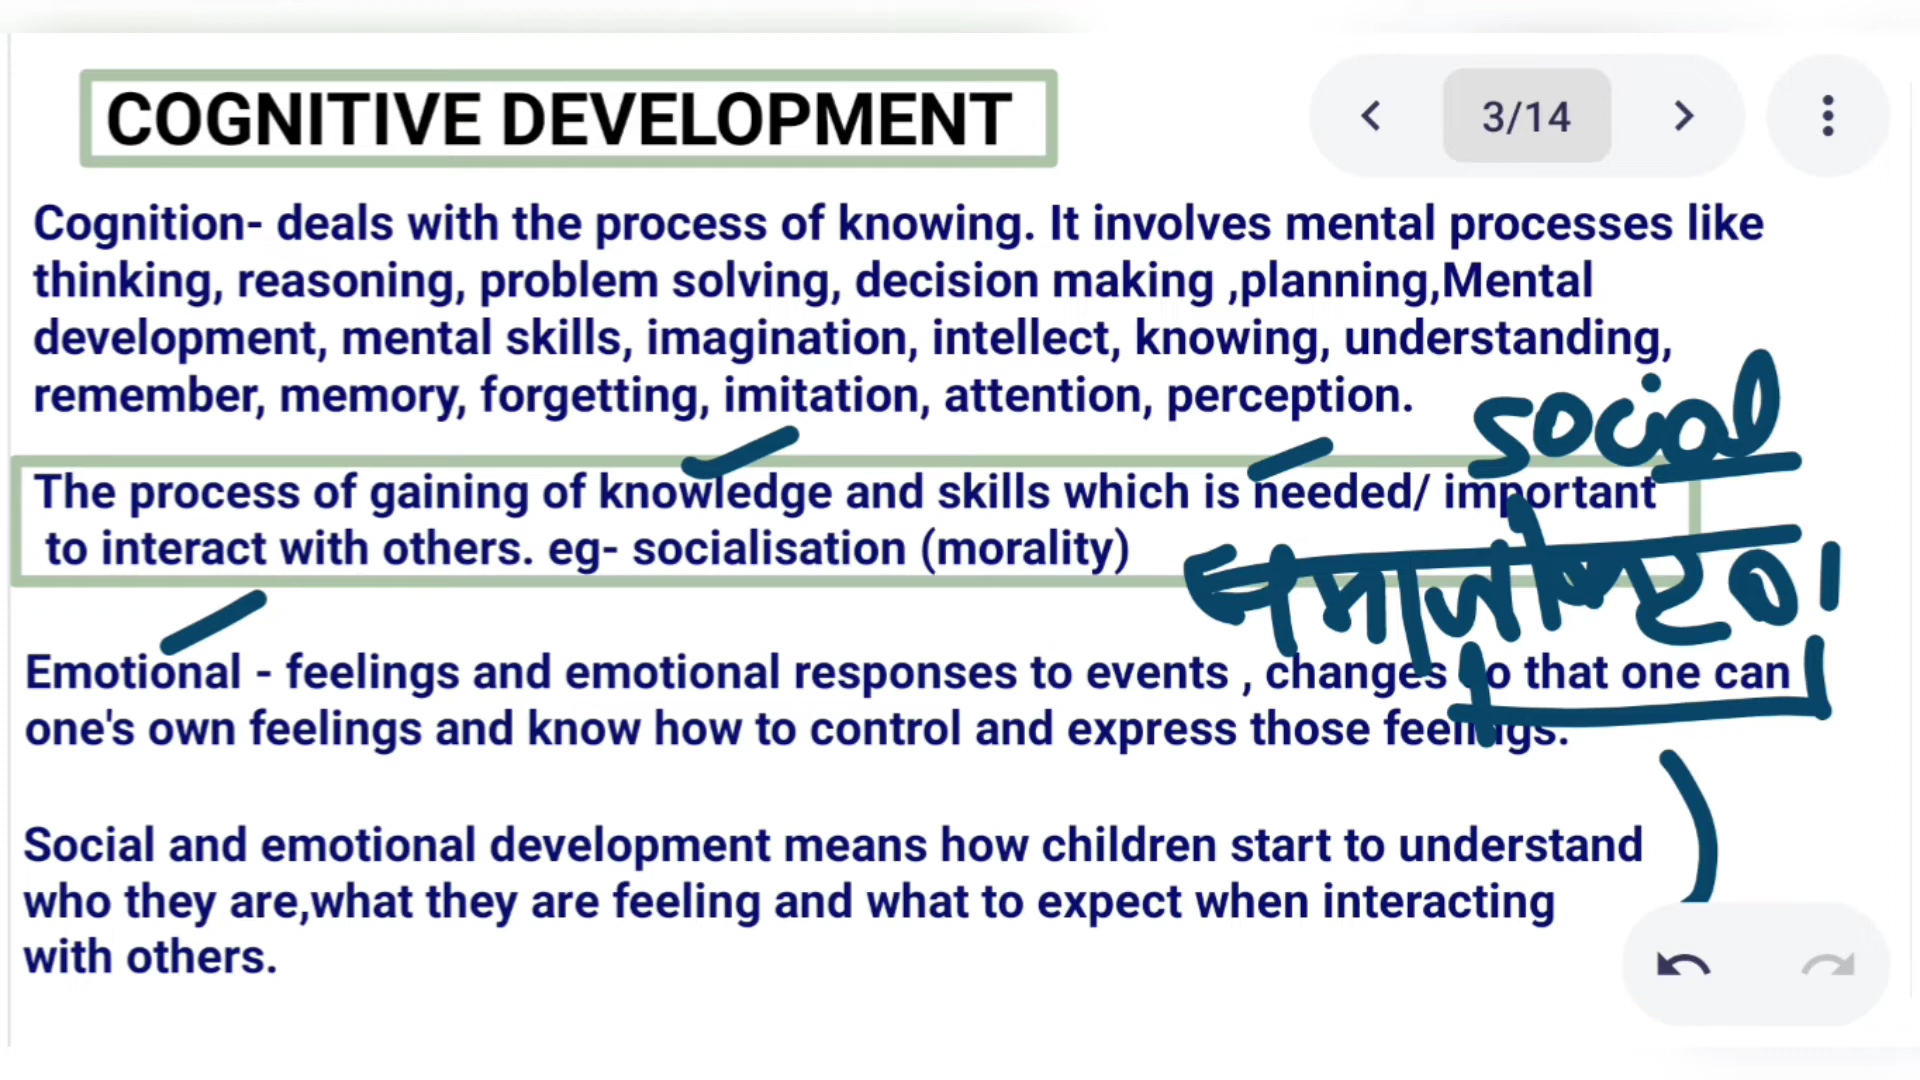 COGNITIVE DEVELOPMENT
3/14
Cognition- deals with the process of knowing. It involves mental processes like
thinking, reasoning, problem solving, decision making ,planning,Mental
development, mental skills, imagination, intellect, knowing, understanding,
remember, memory, forgetting, imitation, attention, perception.
social
The process of gaining of knowledge and skills which is needed/ important
to interact with others. eg- socialisation (morality)
Emotional - feelings and emotional responses to events , changes so that one can
one's own feelings and know how to control and express those feelings.
Social and emotional development means how children start to understand
who they are,what they are feeling and what to expect when interacting
with others.